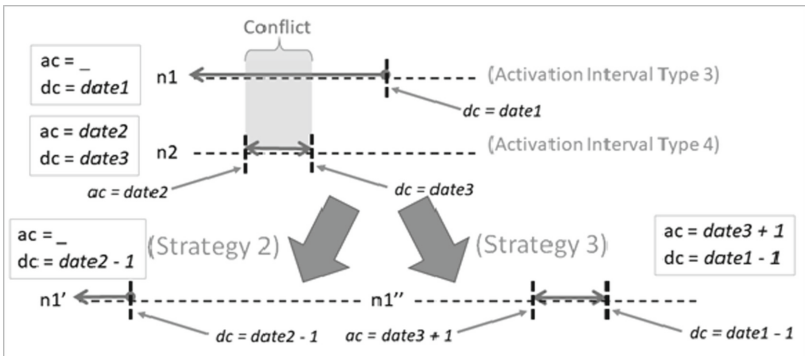 Conflict
ac = _
dc = date1
n1
(Activation Interval Type 3)
dc = date1
ac = date2
dc = date3
n2
(Activation Interval Type 4)
ac = date2
dc = date3
ac = _
dc = date2 - 1
(Strategy 2)
(Strategy 3)
ac = date3 + 1
dc = date1 - 1
n1'
n1''
dc = date2 - 1
ac = date3 + 1
dc = date1 - 1